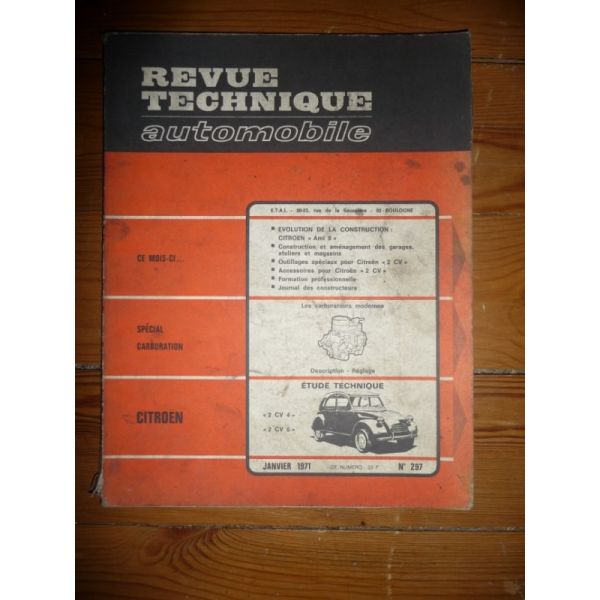 REVUE
TECHNIQUE
automobile
E.T.A.I. - rue de la - 92-BOULOGNE
CE MOIS-CI...
■ EVOLUTION DE LA CONSTRUCTION :
CITROEN « Ami 8 »
■ Construction et aménagement des garages,
ateliers et magasins
■ Outillages spéciaux pour Citroën « 2 CV »
■ Accessoires pour Citroën « 2 CV »
■ Formation professionnelle
■ Journal des constructeurs
SPÉCIAL
CARBURATION
Les carburateurs modernes
Description - Réglage
CITROEN
ÉTUDE TECHNIQUE
« 2 CV 4 »
« 2 CV 6 »
JANVIER 1971
CE NUMERO : F
N° 297